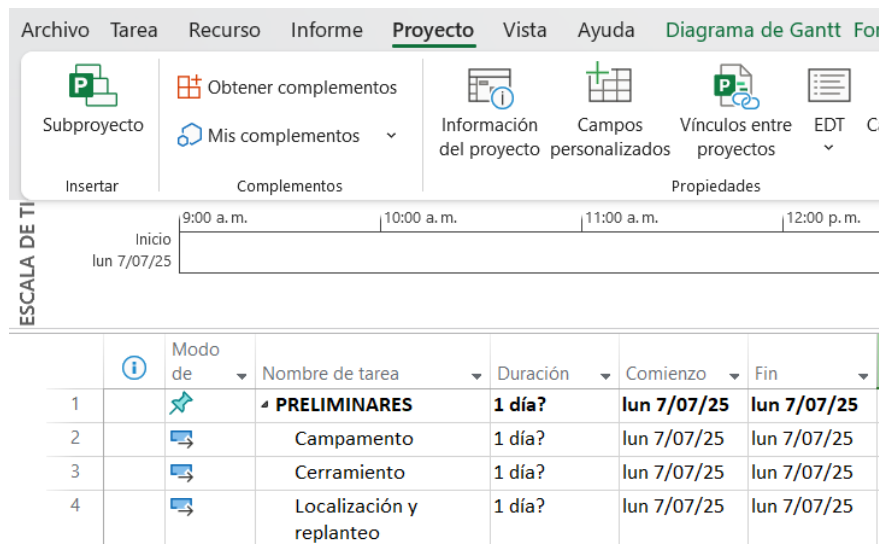 Archivo Tarea Recurso Informe Proyecto Vista Ayuda Diagrama de Gantt For
Subproyecto
Insertar
Obtener complementos
Mis complementos
Complementos
Información del proyecto
Campos personalizados
Vínculos entre proyectos
EDT
Propiedades
ESCALA DE TI
9:00 a. m. 10:00 a. m. 11:00 a. m. 12:00 p. m.
Inicio
lun 7/07/25
Modo de Nombre de tarea Duración Comienzo Fin
1 PRELIMINARES 1 día? lun 7/07/25 lun 7/07/25
2 Campamento 1 día? lun 7/07/25 lun 7/07/25
3 Cerramiento 1 día? lun 7/07/25 lun 7/07/25
4 Localización y replanteo 1 día? lun 7/07/25 lun 7/07/25